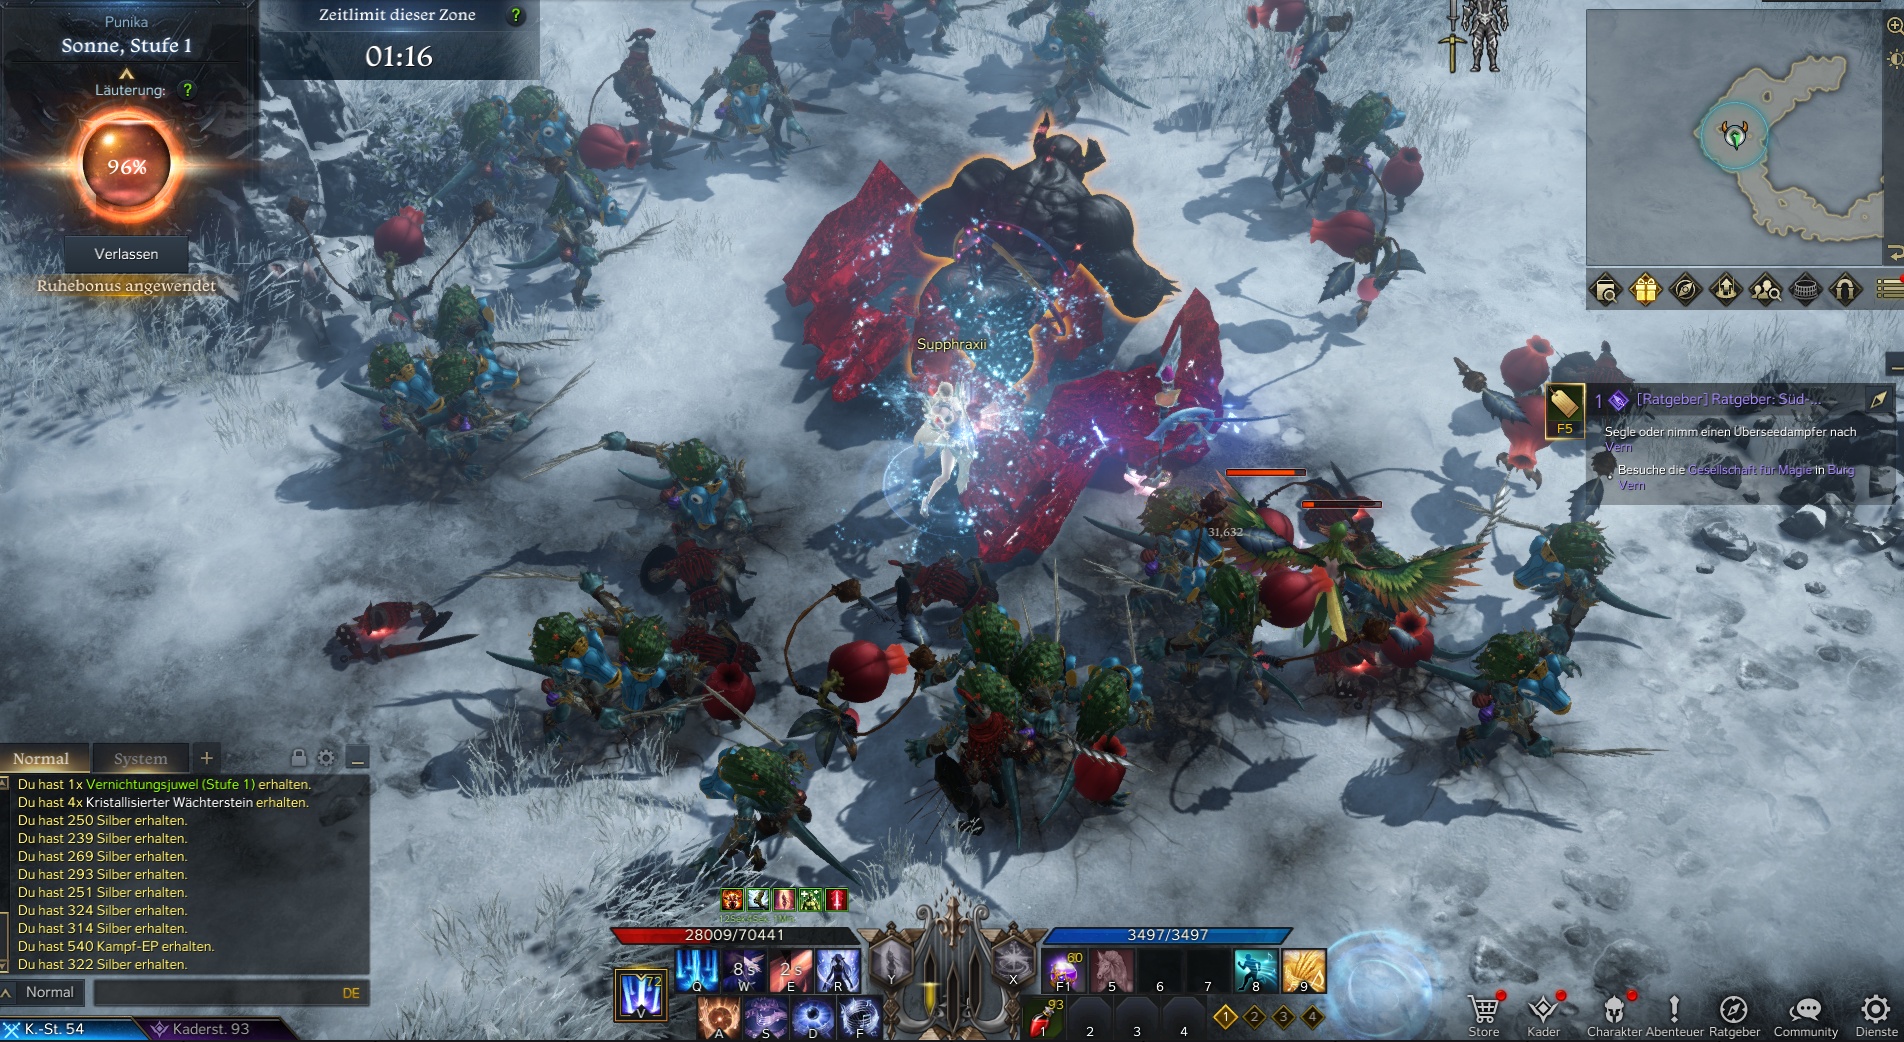 Punika
Sonne, Stufe 1
Läuterung: ?
96%
Verlassen
Ruhebonus angewendet
Zeitlimit dieser Zone ?
01:16
Supphraxii
31,632
F5
1 [Ratgeber] Ratgeber: Süd-...
Segle oder nimm einen Überseedampfer nach
Vern
Besuche die Gesellschaft für Magie in Burg
Vern
Normal System +
Du hast 1x Vernichtungsjuwel (Stufe 1) erhalten.
Du hast 4x Kristallisierter Wächterstein erhalten.
Du hast 250 Silber erhalten.
Du hast 239 Silber erhalten.
Du hast 269 Silber erhalten.
Du hast 293 Silber erhalten.
Du hast 251 Silber erhalten.
Du hast 324 Silber erhalten.
Du hast 314 Silber erhalten.
Du hast 540 Kampf-EP erhalten.
Du hast 322 Silber erhalten.
Normal DE
K.-St. 54 Kaderst. 93
28009/70441
3497/3497
72
V
Q
8 s
W
2 s
E
R
A S D F
Y X
60
F1 5 6 7 8 9
93
1 2 3 4
1 2 3 4
Store Kader Charakter Abenteuer Ratgeber Community Dienste